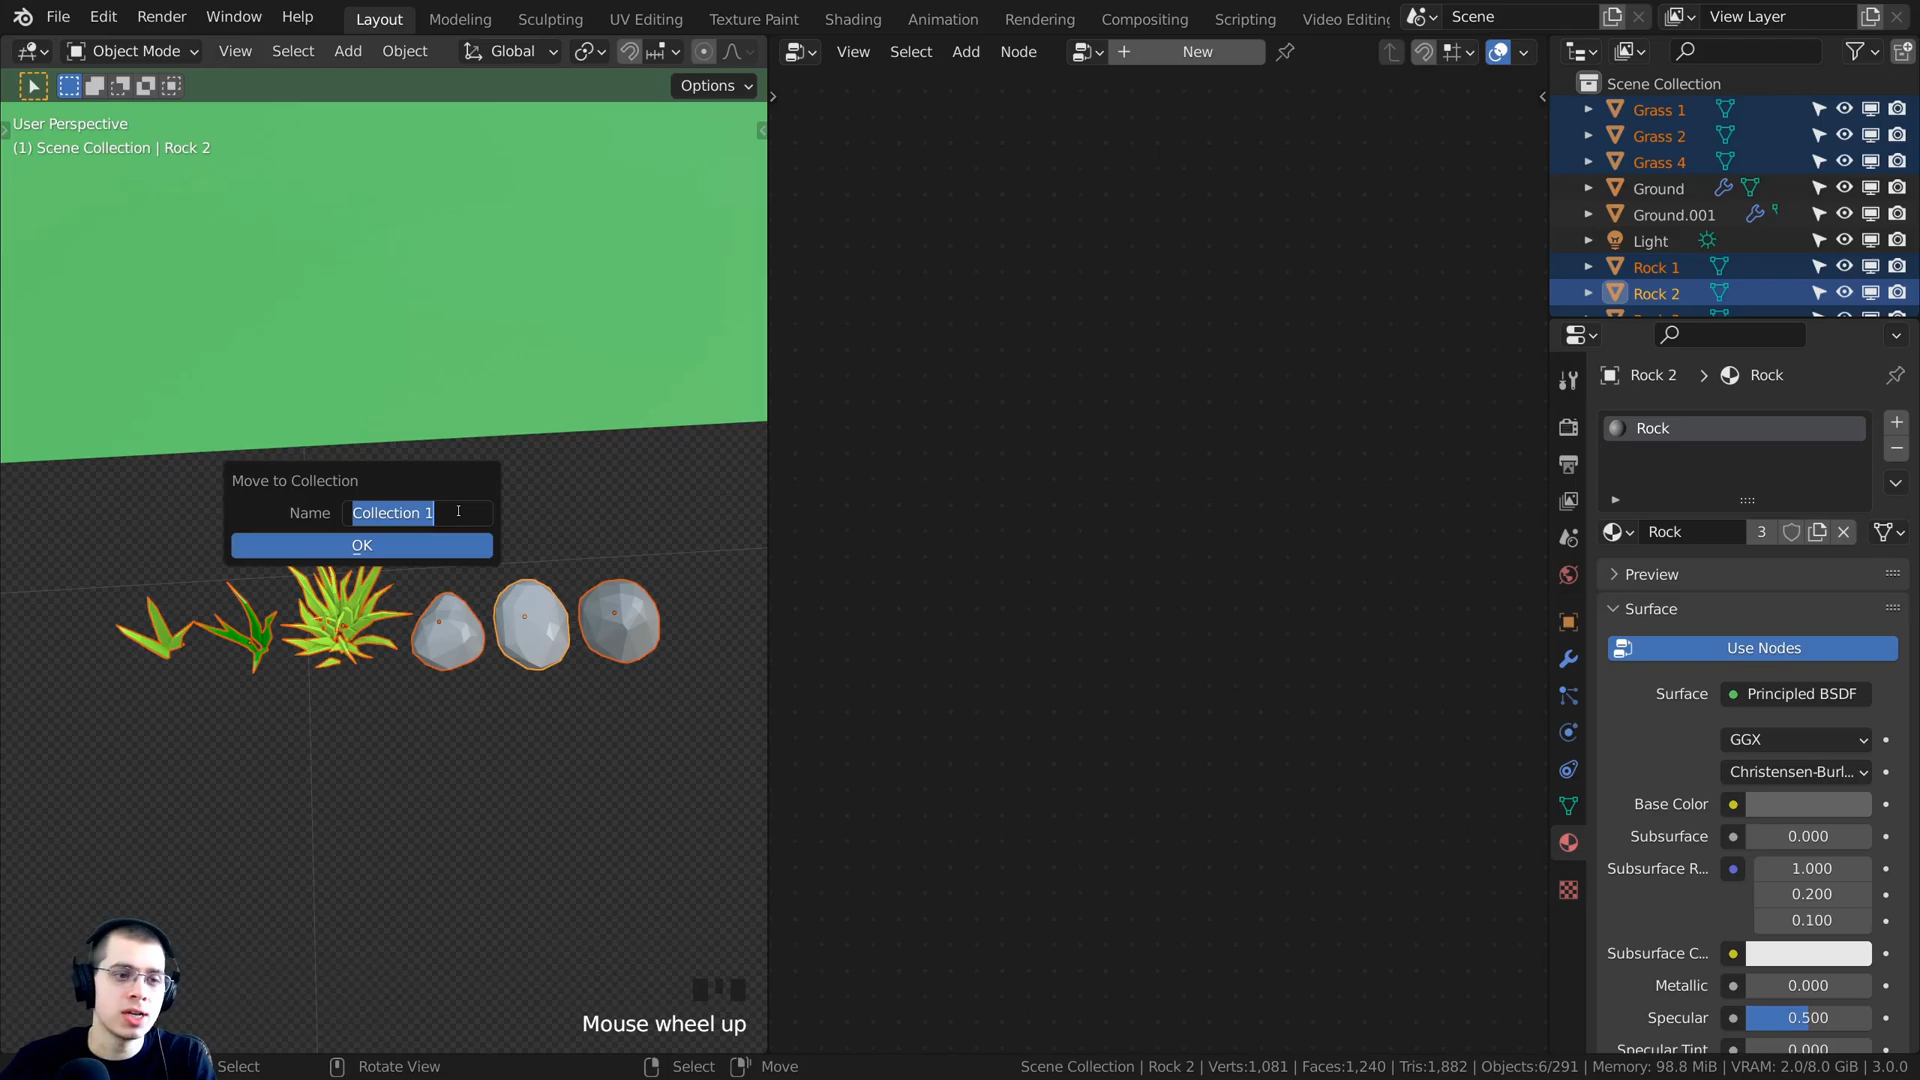 File Edit Render Window Help Layout Modeling Sculpting UV Editing Texture Paint Shading Animation Rendering Compositing Scripting Video Editing Scene View Layer
Object Mode View Select Add Object Global View Select Add Node New
Options
User Perspective
(1) Scene Collection | Rock 2
Move to Collection
Name Collection 1
OK
Mouse wheel up
Scene Collection
Grass 1
Grass 2
Grass 4
Ground
Ground.001
Light
Rock 1
Rock 2
Rock 2 > Rock
Rock
Rock 3
Preview
Surface
Use Nodes
Surface Principled BSDF
GGX
Christensen-Burl...
Base Color
Subsurface 0.000
Subsurface R... 1.000
0.200
0.100
Subsurface C...
Metallic 0.000
Specular 0.500
Specular Tint 0.000
Select Rotate View Select Move Scene Collection | Rock 2 | Verts:1,081 | Faces:1,240 | Tris:1,882 | Objects:6/291 | Memory: 98.8 MiB | VRAM: 2.0/8.0 GiB | 3.0.0